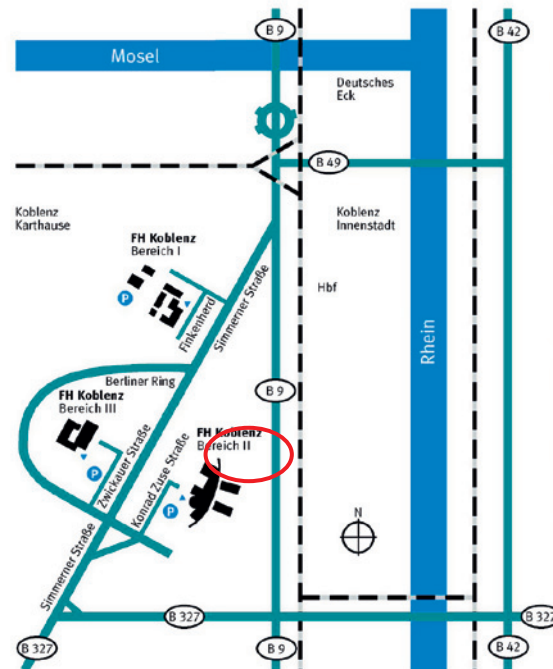 B 9
B 42
Mosel
Deutsches
Eck
B 49
Koblenz
Karthause
Koblenz
Innenstadt
FH Koblenz
Bereich I
P
Finkenherd
Simmerner Straße
Hbf
Rhein
Berliner Ring
B 9
FH Koblenz
Bereich III
FH Koblenz
Bereich II
P
Zwickauer Straße
Konrad Zuse Straße
P
N
Simmerner Straße
B 327
B 327
B 327
B 9
B 42